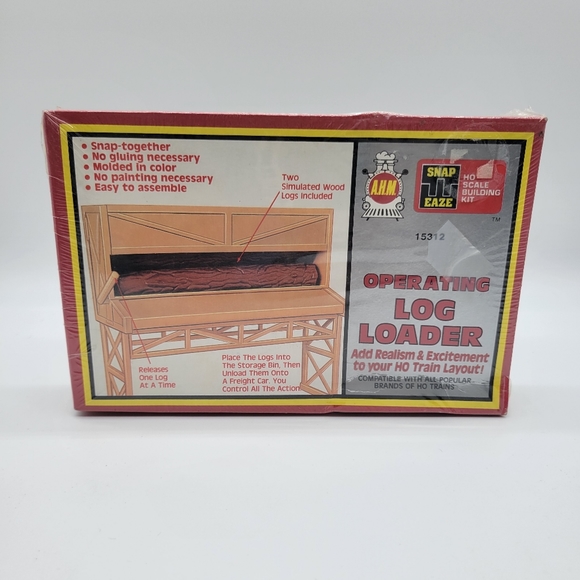 • Snap-together
• No gluing necessary
• Molded in color
• No painting necessary
• Easy to assemble
Two
Simulated Wood
Logs Included
Releases
One Log
At A Time
Place The Logs Into
The Storage Bin, Then
Unload Them Onto
A Freight Car. You
Control All The Action
A.H.M.
SNAP
EAZE
HO
SCALE
BUILDING
KIT
TM
15312
OPERATING
LOG
LOADER
Add Realism & Excitement
to your HO Train Layout!
COMPATIBLE WITH ALL POPULAR
BRANDS OF HO TRAINS